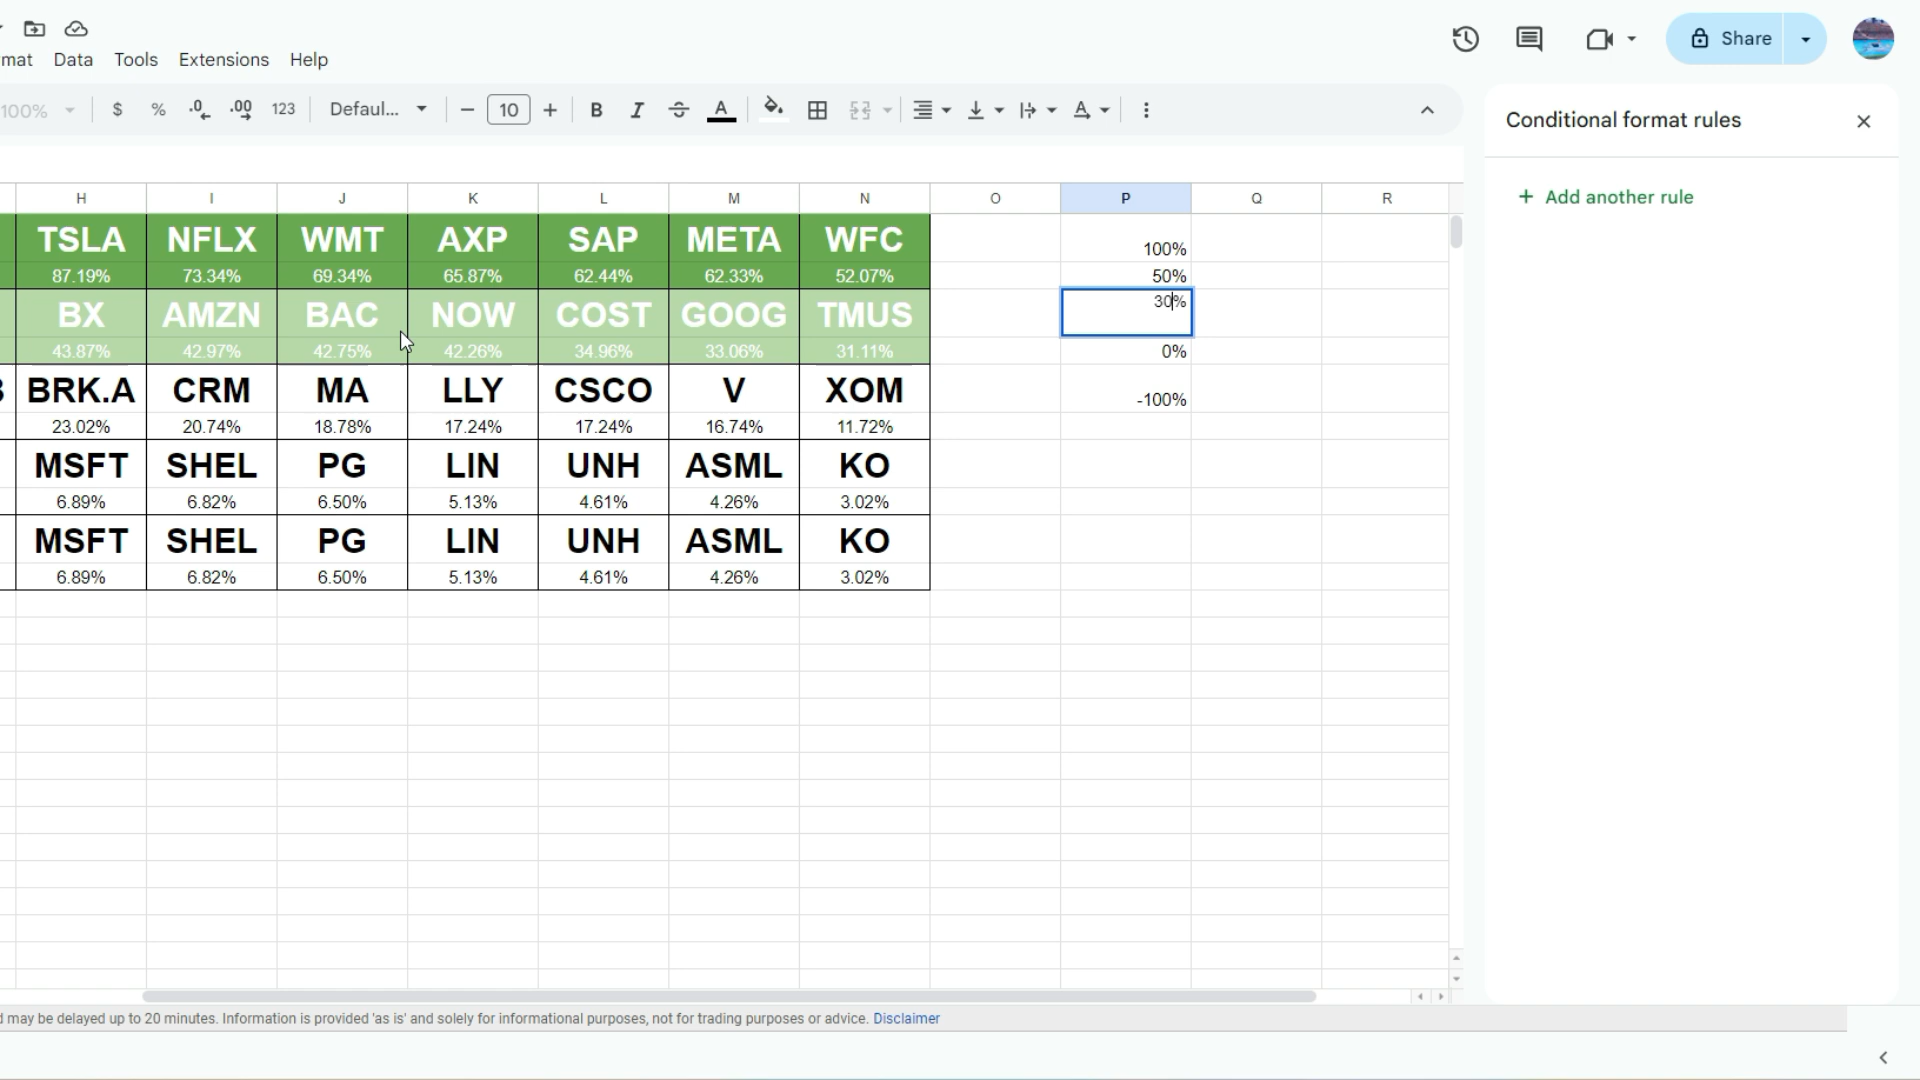 mat Data Tools Extensions Help
Share
100% $ % .0 .00 123 Defaul... − 10 + B I S A
Conditional format rules
+ Add another rule
H I J K L M N O P Q R
TSLA NFLX WMT AXP SAP META WFC 100%
87.19% 73.34% 69.34% 65.87% 62.44% 62.33% 52.07% 50%
BX AMZN BAC NOW COST GOOG TMUS 30%
43.87% 42.97% 42.75% 42.26% 34.96% 33.06% 31.11% 0%
BRK.A CRM MA LLY CSCO V XOM -100%
23.02% 20.74% 18.78% 17.24% 17.24% 16.74% 11.72%
MSFT SHEL PG LIN UNH ASML KO
6.89% 6.82% 6.50% 5.13% 4.61% 4.26% 3.02%
MSFT SHEL PG LIN UNH ASML KO
6.89% 6.82% 6.50% 5.13% 4.61% 4.26% 3.02%
d may be delayed up to 20 minutes. Information is provided 'as is' and solely for informational purposes, not for trading purposes or advice. Disclaimer